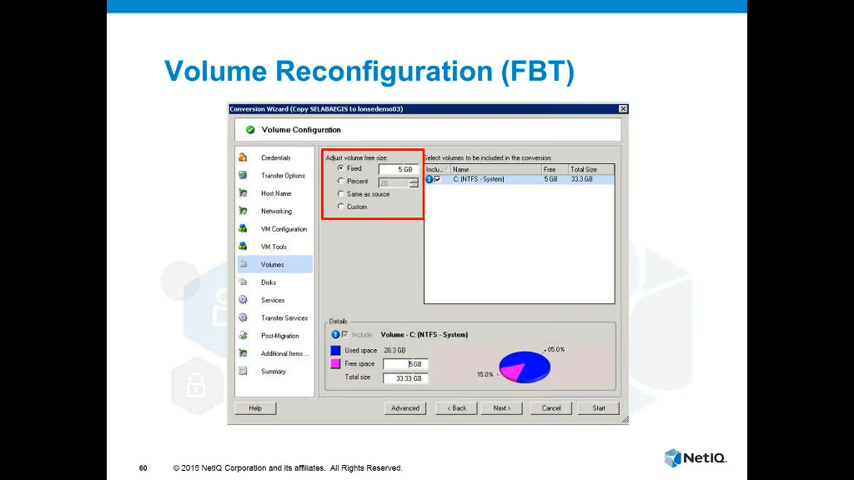 Volume Reconfiguration (FBT)
Conversion Wizard (Copy SELABAEGIS to lonsedemo03)
Volume Configuration
Credentials
Transfer Options
Host Name
Networking
VM Configuration
VM Tools
Volumes
Disks
Services
Transfer Services
Post-Migration
Additional Items ...
Summary
Adjust volume free size:
Fixed 5 GB
Percent 20
Same as source
Custom
Select volumes to be included in the conversion:
Inclu... Name Free Total Size
C: (NTFS - System) 5 GB 33.3 GB
Details
Include Volume - C: (NTFS - System)
Used space 28.3 GB
Free space 5GB
Total size 33.33 GB
85.0%
15.0%
Help
Advanced
< Back
Next >
Cancel
Start
60 © 2015 NetIQ Corporation and its affiliates. All Rights Reserved.
NetIQ.